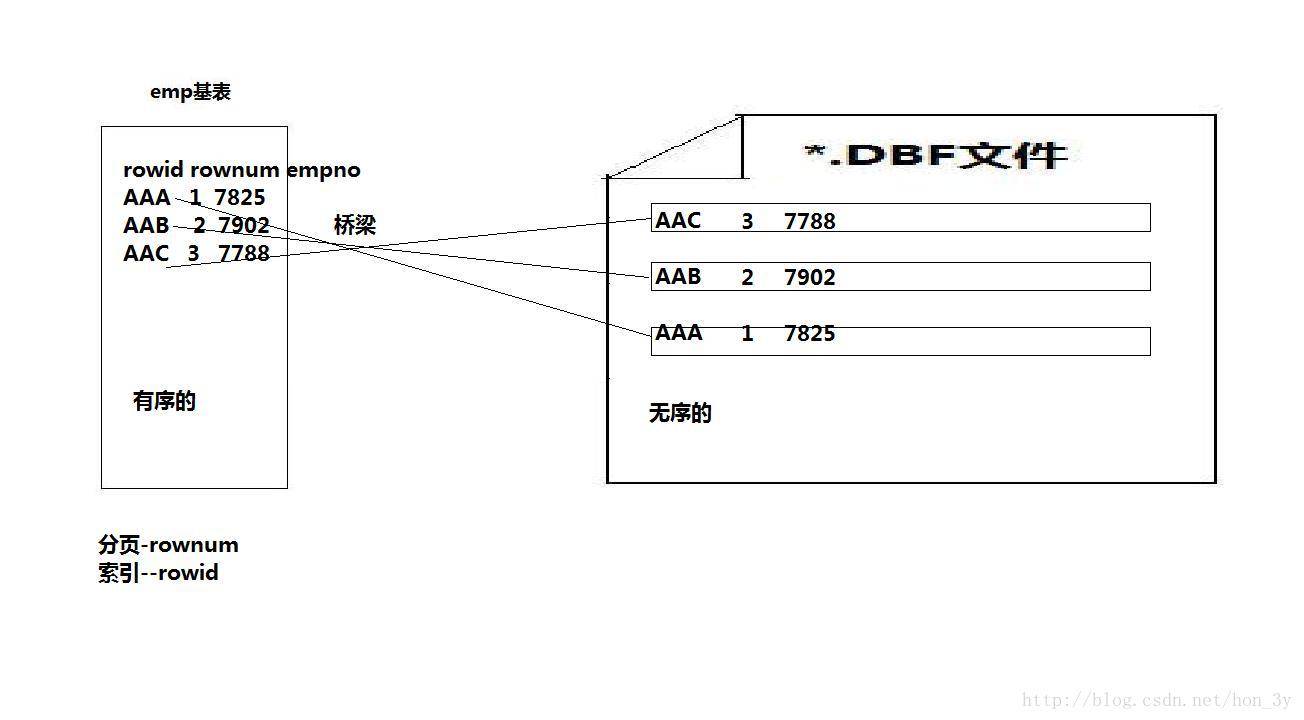 emp基表
rowid rownum empno
AAA 1 7825
AAB 2 7902
AAC 3 7788
有序的
桥梁
*.DBF文件
AAC 3 7788
AAB 2 7902
AAA 1 7825
无序的
分页-rownum
索引--rowid
http://blog.csdn.net/hon_3y